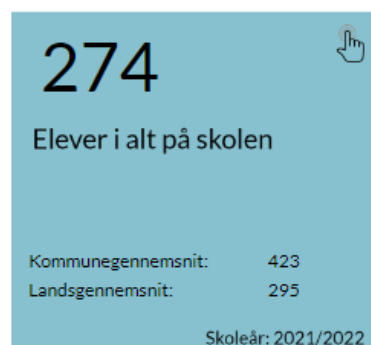 274
Elever i alt på skolen
Kommunegennemsnit: 423
Landsgennemsnit: 295
Skoleår: 2021/2022